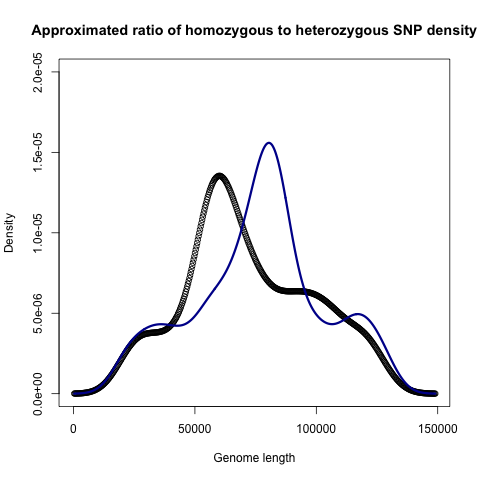 Approximated ratio of homozygous to heterozygous SNP density
2.0e-05
1.5e-05
1.0e-05
5.0e-06
0.0e+00
Density
0 50000 100000 150000
Genome length